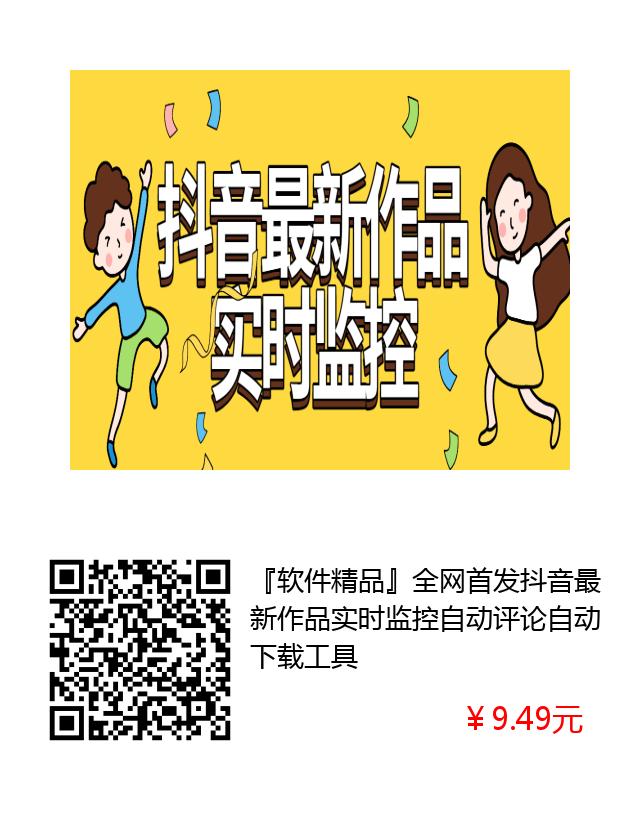 抖音最新作品
实时监控
『软件精品』全网首发抖音最
新作品实时监控自动评论自动
下载工具
￥9.49元